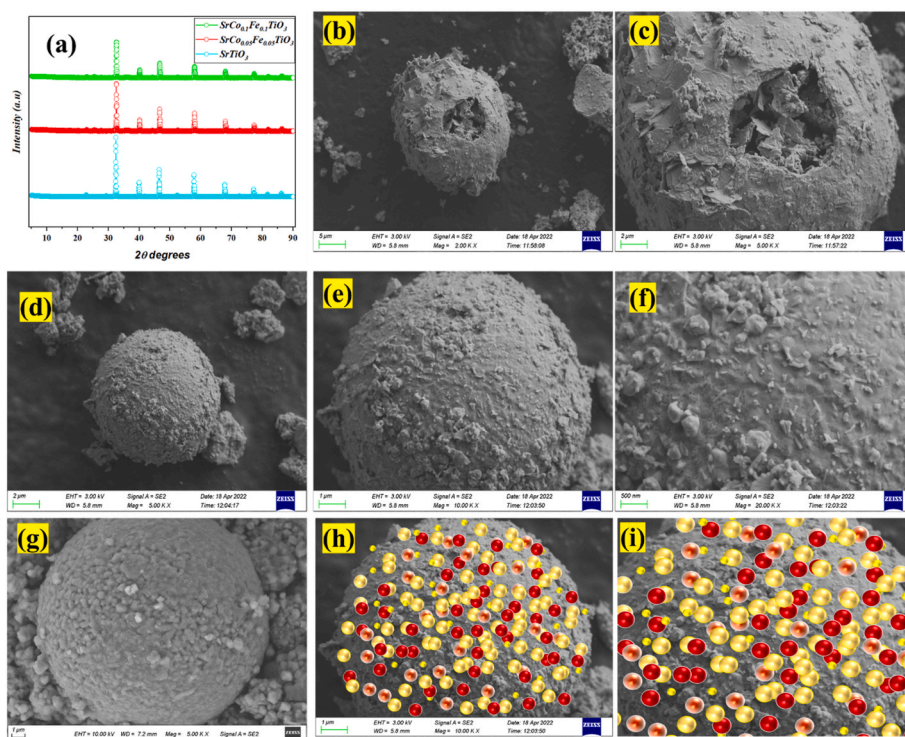 (a)
SrCo0.1Fe0.1TiO3
SrCo0.05Fe0.05TiO3
SrTiO3
Intensity (a.u)
10 20 30 40 50 60 70 80 90
2θ degrees
(b)
5 µm
EHT = 3.00 kV Signal A = SE2 Date: 18 Apr 2022
WD = 5.8 mm Mag = 2.00 K X Time: 11:58:08
ZEISS
(c)
2 µm
EHT = 3.00 kV Signal A = SE2 Date: 18 Apr 2022
WD = 5.8 mm Mag = 5.00 K X Time: 11:57:22
ZEISS
(d)
2 µm
EHT = 3.00 kV Signal A = SE2 Date: 18 Apr 2022
WD = 5.8 mm Mag = 5.00 K X Time: 12:04:17
ZEISS
(e)
1 µm
EHT = 3.00 kV Signal A = SE2 Date: 18 Apr 2022
WD = 5.8 mm Mag = 10.00 K X Time: 12:03:50
ZEISS
(f)
500 nm
EHT = 3.00 kV Signal A = SE2 Date: 18 Apr 2022
WD = 5.8 mm Mag = 20.00 K X Time: 12:03:22
ZEISS
(g)
1 µm
EHT = 10.00 kV WD = 7.2 mm Mag = 5.00 K X Signal A = SE2
ZEISS
(h)
1 µm
EHT = 3.00 kV Signal A = SE2 Date: 18 Apr 2022
WD = 5.8 mm Mag = 10.00 K X Time: 12:03:50
ZEISS
(i)